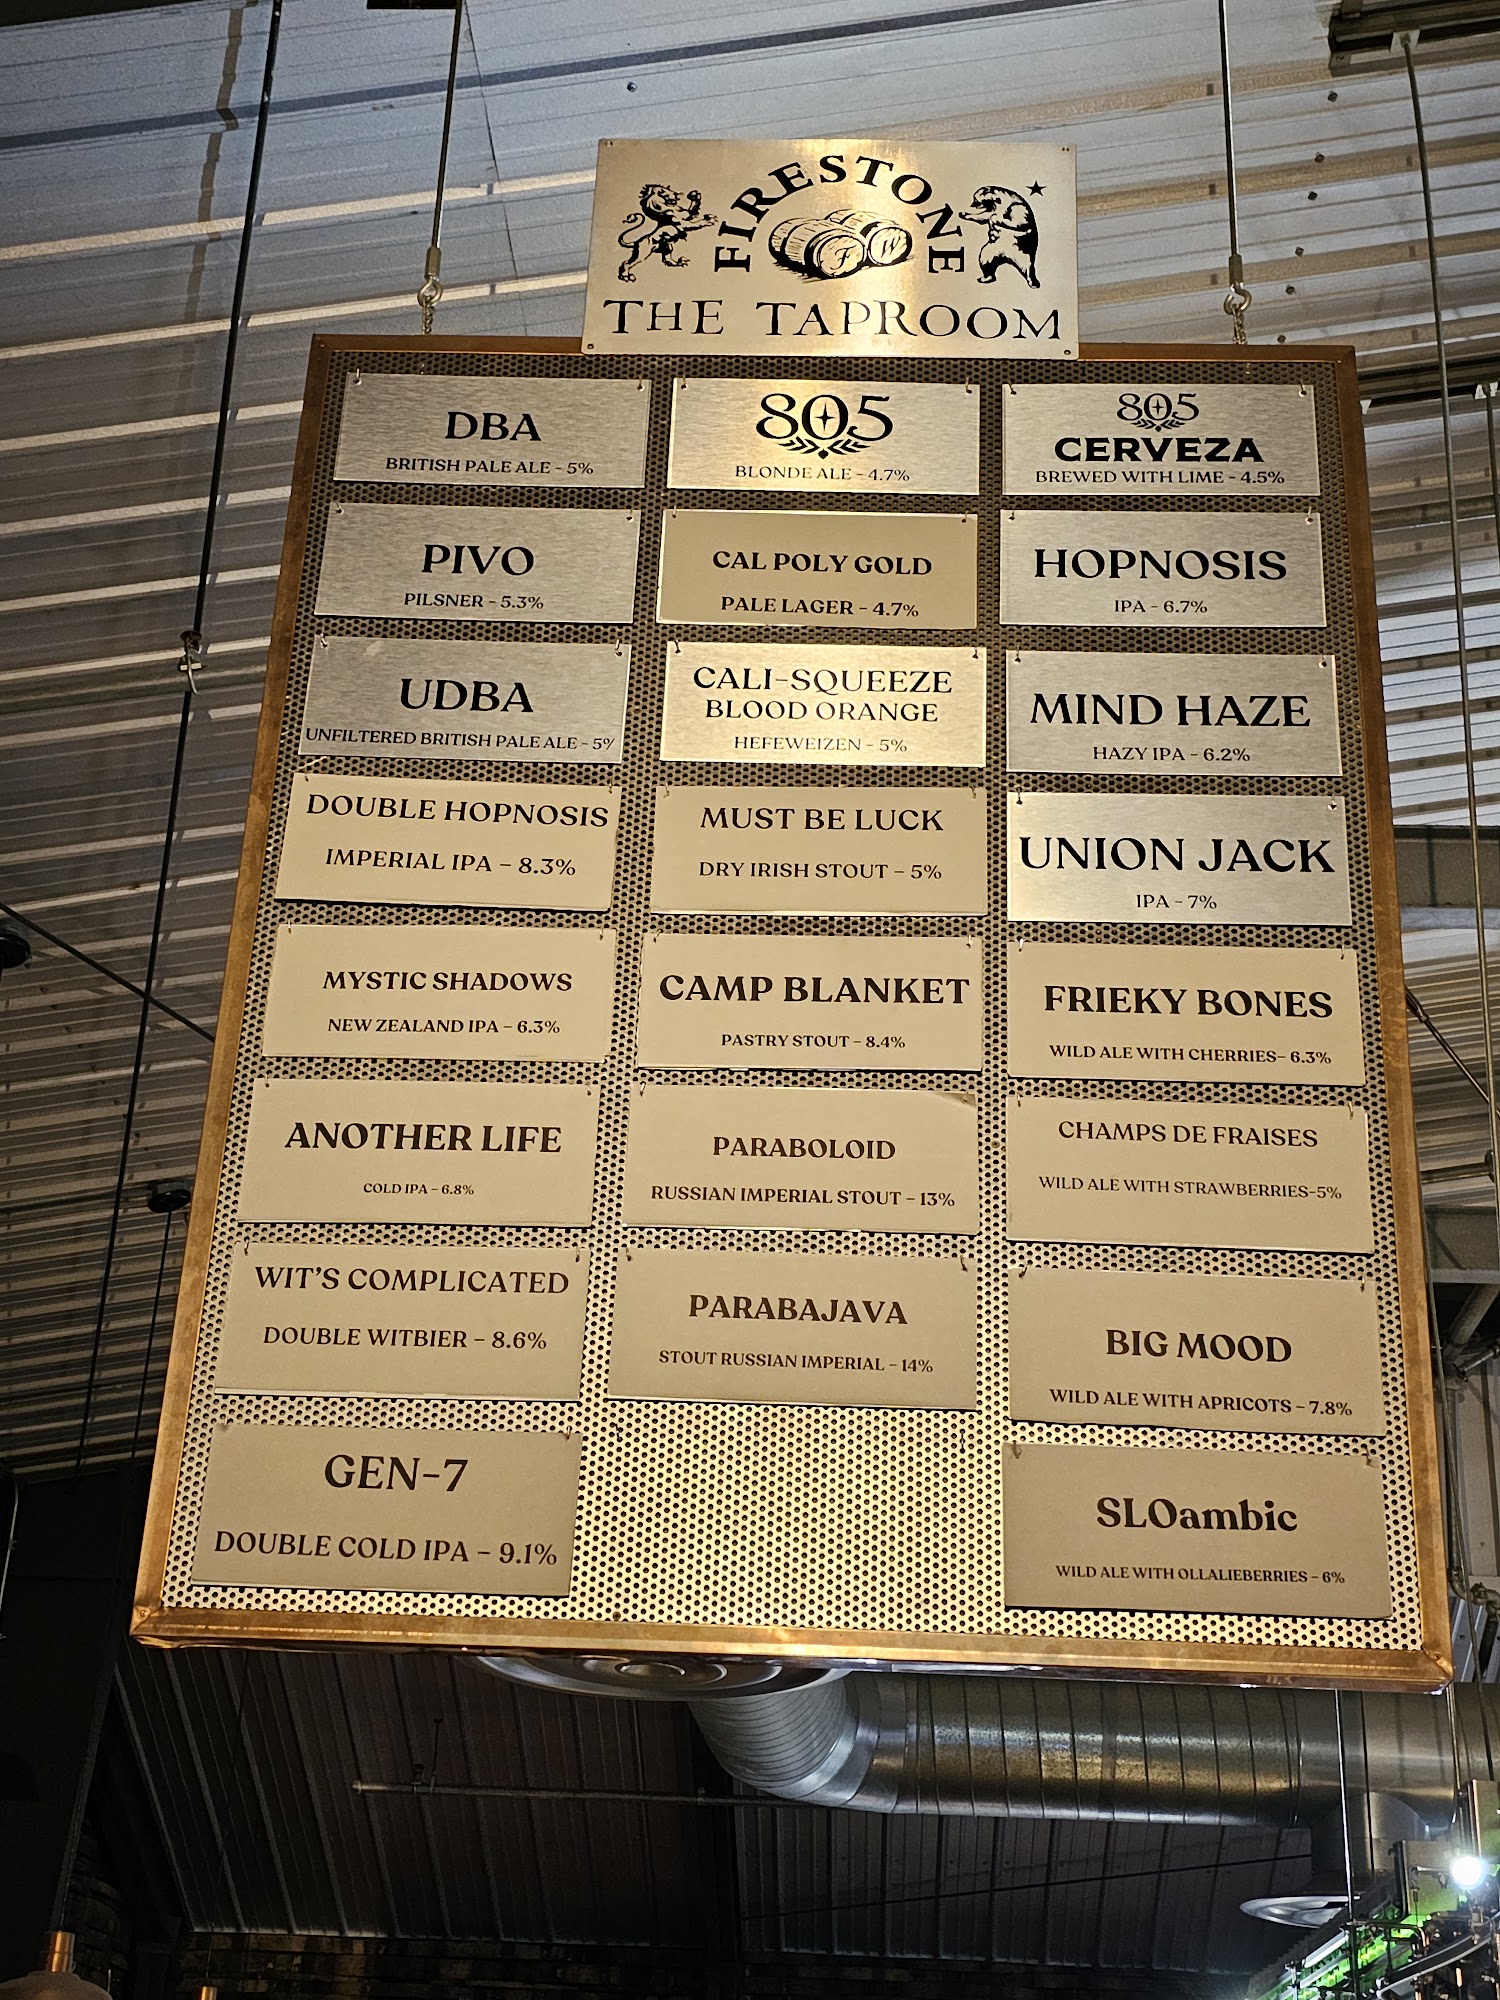 FIRESTONE
F W
THE TAPROOM
DBA
BRITISH PALE ALE - 5%
805
BLONDE ALE - 4.7%
805
CERVEZA
BREWED WITH LIME - 4.5%
PIVO
PILSNER - 5.3%
CAL POLY GOLD
PALE LAGER - 4.7%
HOPNOSIS
IPA - 6.7%
UDBA
UNFILTERED BRITISH PALE ALE - 5%
CALI-SQUEEZE
BLOOD ORANGE
HEFEWEIZEN - 5%
MIND HAZE
HAZY IPA - 6.2%
DOUBLE HOPNOSIS
IMPERIAL IPA - 8.3%
MUST BE LUCK
DRY IRISH STOUT - 5%
UNION JACK
IPA - 7%
MYSTIC SHADOWS
NEW ZEALAND IPA - 6.3%
CAMP BLANKET
PASTRY STOUT - 8.4%
FRIEKY BONES
WILD ALE WITH CHERRIES- 6.3%
ANOTHER LIFE
COLD IPA - 6.8%
PARABOLOID
RUSSIAN IMPERIAL STOUT - 13%
CHAMPS DE FRAISES
WILD ALE WITH STRAWBERRIES-5%
WIT'S COMPLICATED
DOUBLE WITBIER - 8.6%
PARABAJAVA
STOUT RUSSIAN IMPERIAL - 14%
BIG MOOD
WILD ALE WITH APRICOTS - 7.8%
GEN-7
DOUBLE COLD IPA - 9.1%
SLOambic
WILD ALE WITH OLLALIEBERRIES - 6%